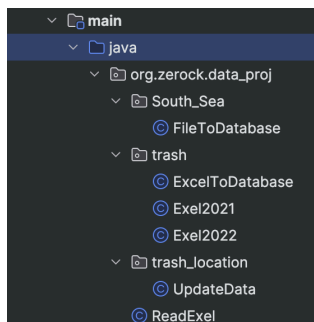 main
java
org.zerock.data_proj
South_Sea
FileToDatabase
trash
ExcelToDatabase
Exel2021
Exel2022
trash_location
UpdateData
ReadExel